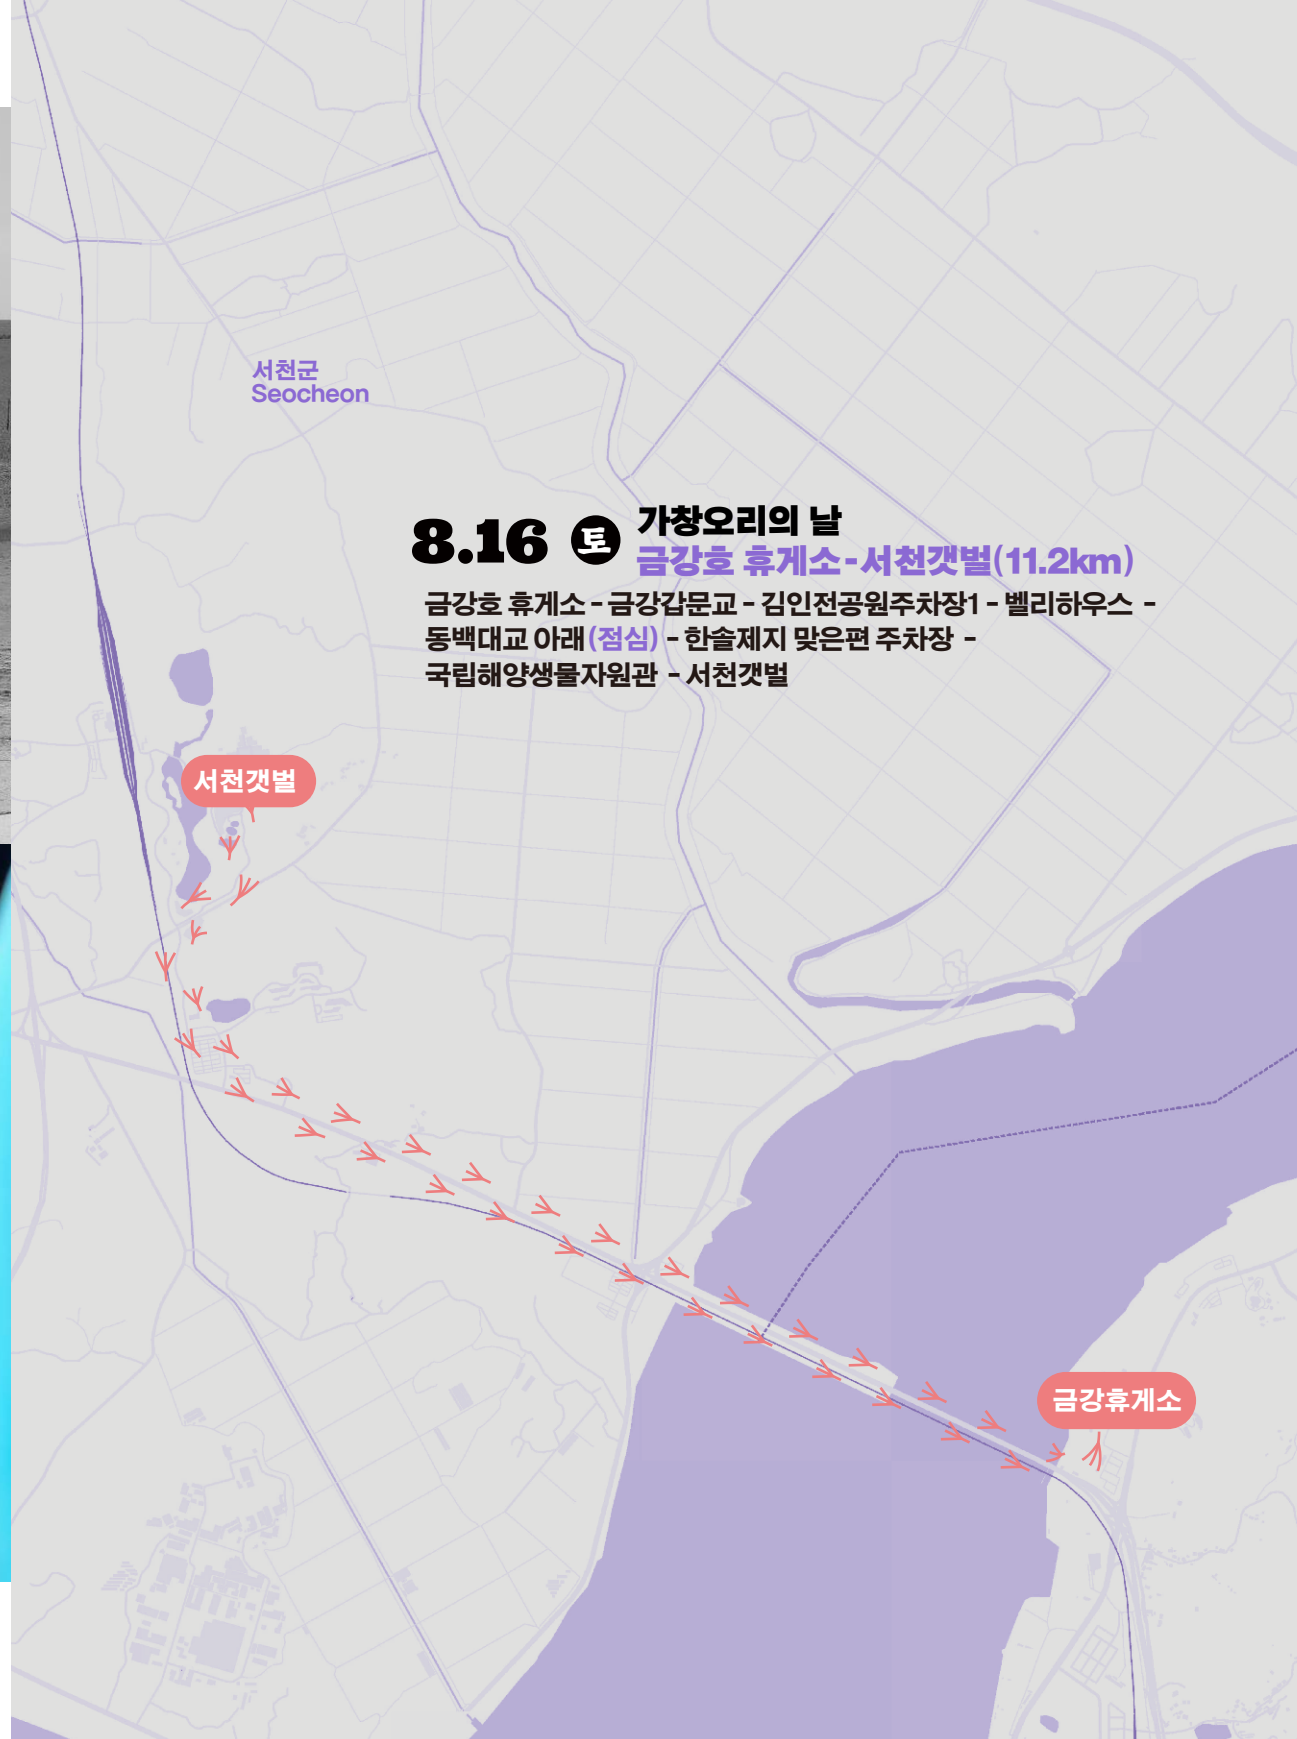 서천군
Seocheon
8.16 토 가창오리의 날
금강호 휴게소-서천갯벌(11.2km)
금강호 휴게소 - 금강갑문교 - 김인전공원주차장1 - 벨리하우스 -
동백대교 아래(점심) - 한솔제지 맞은편 주차장 -
국립해양생물자원관 - 서천갯벌
서천갯벌
금강휴게소